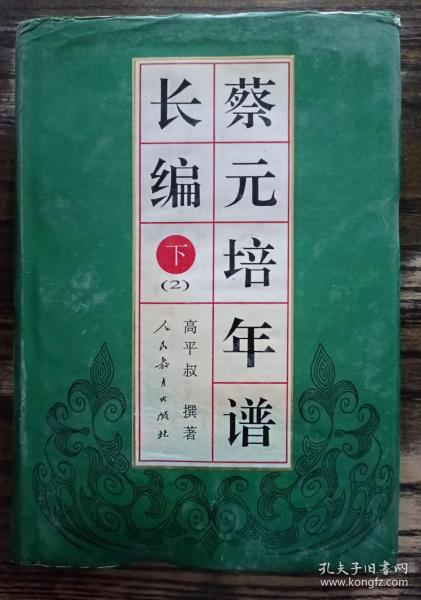 蔡元培年谱
长编
下
(2)
高平叔 撰著
人民教育出版社
孔夫子旧书网
www.kongfz.com